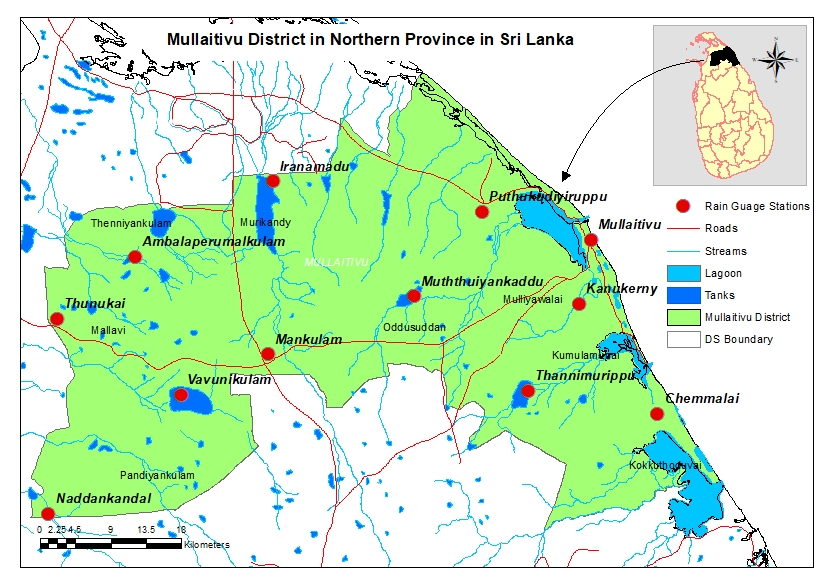 Mullaitivu District in Northern Province in Sri Lanka
N
W
E
S
Iranamadu
Puthukudiyiruppu
Rain Guage Stations
Thenniyankulam
Murikandy
Mullaitivu
Roads
Ambalaperumalkulam
Streams
MULLAITIVU
Lagoon
Muththuiyankaddu
Kanukerny
Tanks
Thunukai
Mulliyawalai
Mullaitivu District
Mallavi
Oddusuddan
Mankulam
DS Boundary
Vavunikulam
Thannimurippu
Chemmalai
Pandiyankulam
Kokkuthoduvai
Naddankandal
0 2.25 4.5 9 13.5 18
Kilometers